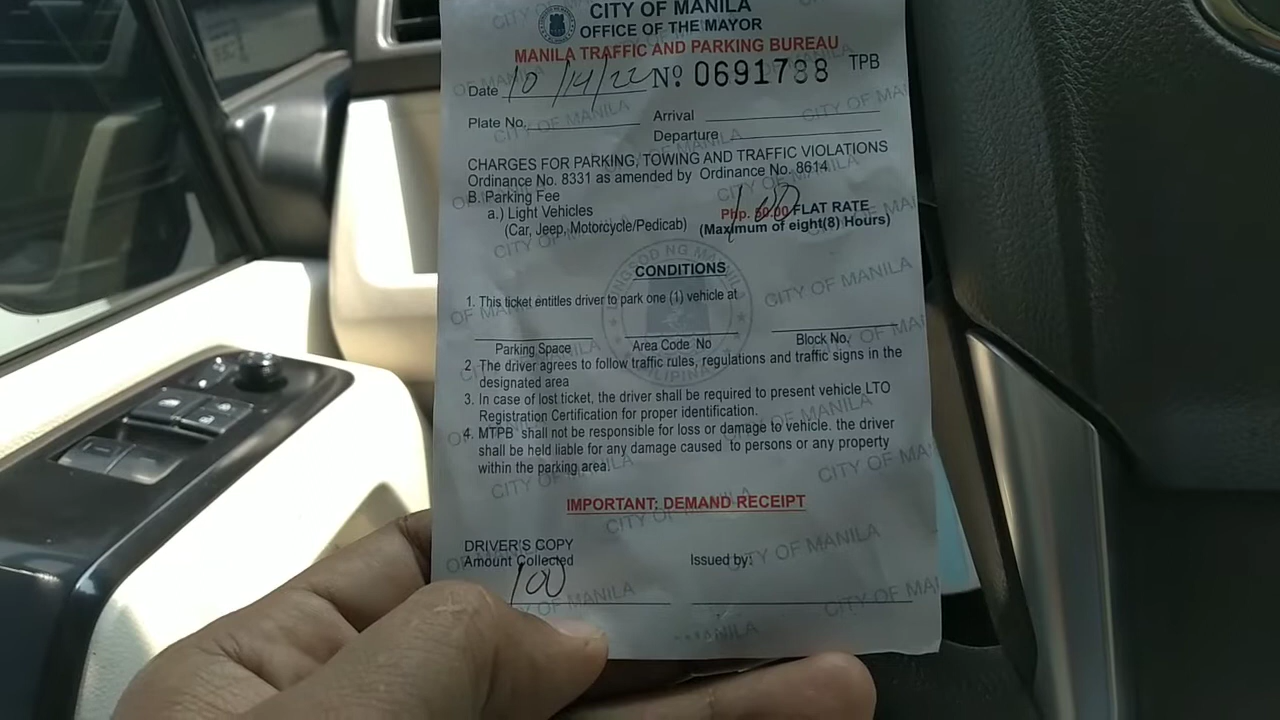 CITY OF MANILA
OFFICE OF THE MAYOR
MANILA TRAFFIC AND PARKING BUREAU
Date 10/14/22 Nº 0691788 TPB
Plate No. Arrival
Departure
CHARGES FOR PARKING, TOWING AND TRAFFIC VIOLATIONS
Ordinance No. 8331 as amended by Ordinance No. 8614
B. Parking Fee
a.) Light Vehicles Php. 100 FLAT RATE
(Car, Jeep, Motorcycle/Pedicab) (Maximum of eight(8) Hours)
CONDITIONS
1. This ticket entitles driver to park one (1) vehicle at
Parking Space Area Code No Block No.
2. The driver agrees to follow traffic rules, regulations and traffic signs in the
designated area
3. In case of lost ticket, the driver shall be required to present vehicle LTO
Registration Certification for proper identification.
4. MTPB shall not be responsible for loss or damage to vehicle. the driver
shall be held liable for any damage caused to persons or any property
within the parking area.
IMPORTANT: DEMAND RECEIPT
DRIVER'S COPY
Amount Collected Issued by:
100